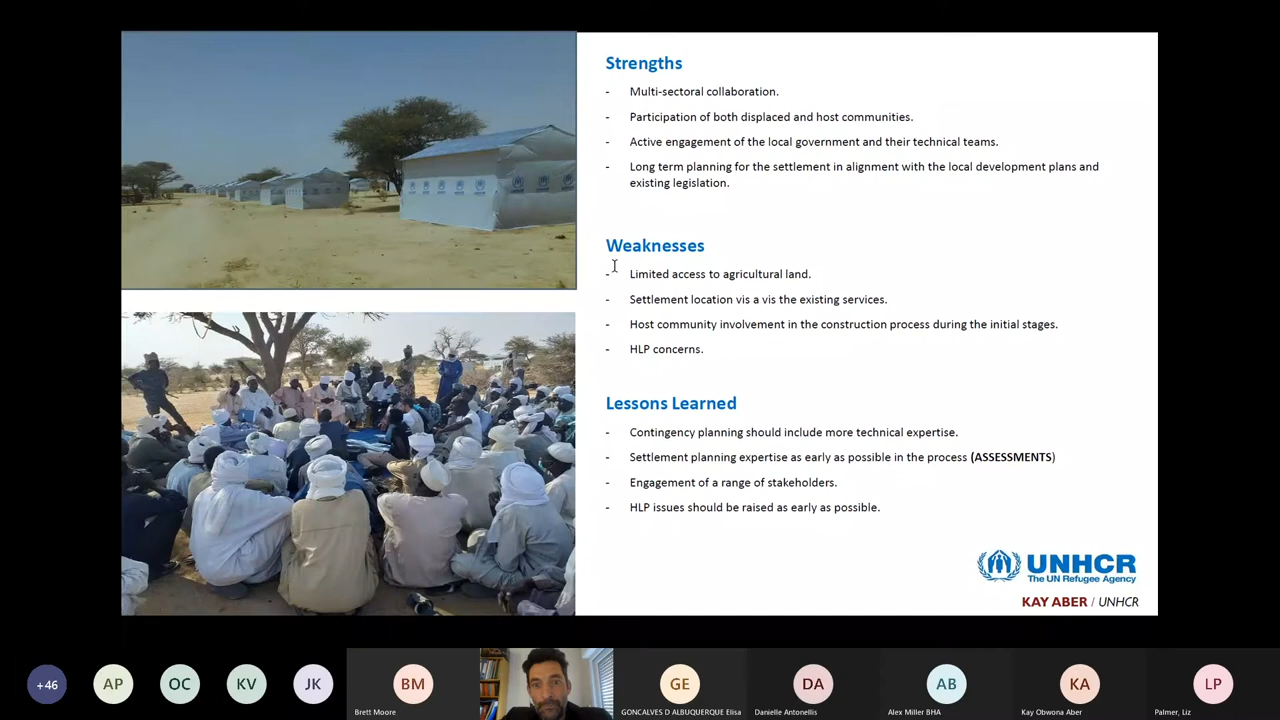 Strengths
- Multi-sectoral collaboration.
- Participation of both displaced and host communities.
- Active engagement of the local government and their technical teams.
- Long term planning for the settlement in alignment with the local development plans and
existing legislation.
Weaknesses
- Limited access to agricultural land.
- Settlement location vis a vis the existing services.
- Host community involvement in the construction process during the initial stages.
- HLP concerns.
Lessons Learned
- Contingency planning should include more technical expertise.
- Settlement planning expertise as early as possible in the process (ASSESSMENTS)
- Engagement of a range of stakeholders.
- HLP issues should be raised as early as possible.
UNHCR
The UN Refugee Agency
KAY ABER / UNHCR
+46 AP OC KV JK BM GE DA AB KA LP
Brett Moore GONCALVES D ALBUQUERQUE Elisa Danielle Antonellis Alex Miller BHA Kay Obwona Aber Palmer, Liz